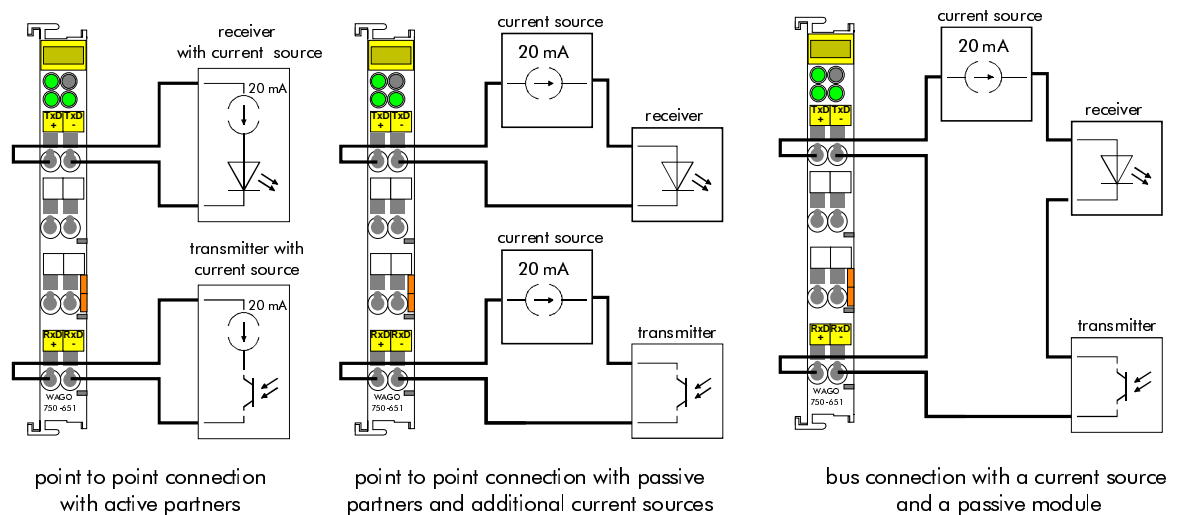 receiver
with current source
20 mA
TxD TxD
+ -
transmitter with
current source
20 mA
RxD RxD
+ -
WAGO
750-651
point to point connection
with active partners
current source
20 mA
receiver
TxD TxD
+ -
current source
20 mA
transmitter
RxD RxD
+ -
WAGO
750-651
point to point connection with passive
partners and additional current sources
current source
20 mA
receiver
TxD TxD
+ -
transmitter
RxD RxD
+ -
WAGO
750-651
bus connection with a current source
and a passive module